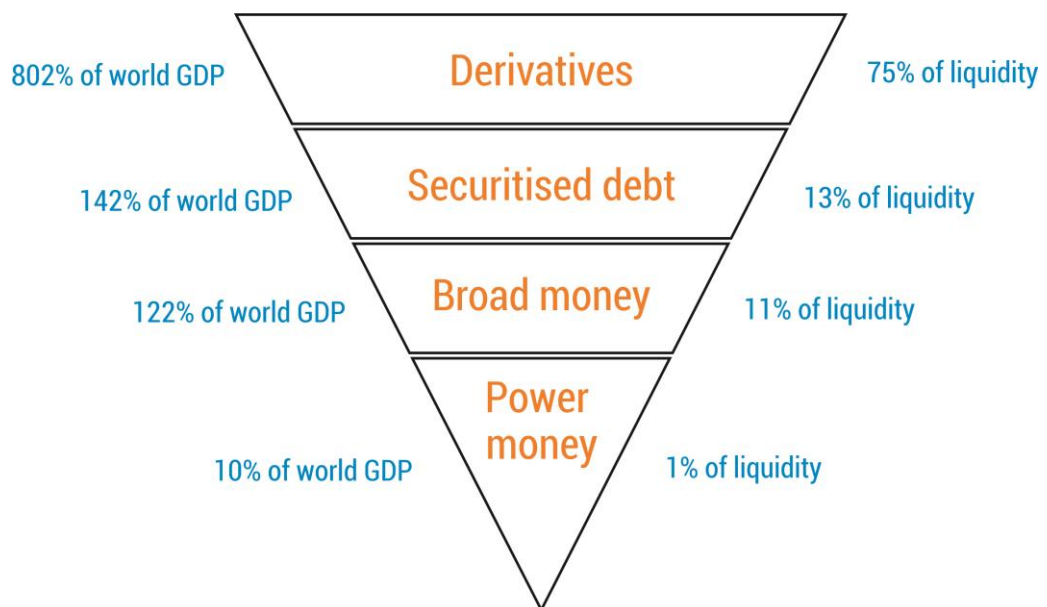 802% of world GDP
Derivatives
75% of liquidity
142% of world GDP
Securitised debt
13% of liquidity
122% of world GDP
Broad money
11% of liquidity
Power
money
10% of world GDP
1% of liquidity